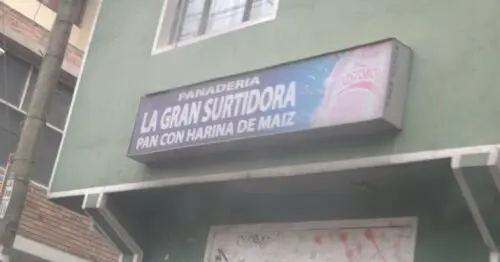 PANADERIA
LA GRAN SURTIDORA
PAN CON HARINA DE MAIZ